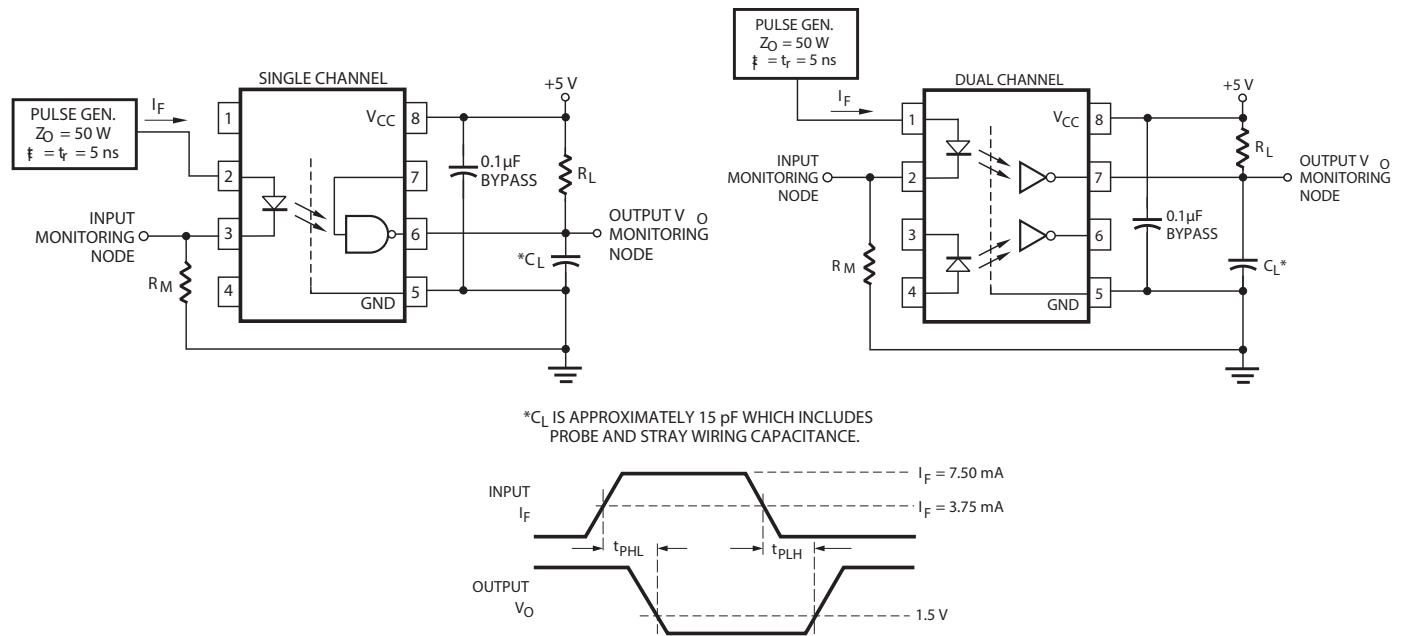 PULSE GEN.
ZO = 50 W
tf = tr = 5 ns
IF
SINGLE CHANNEL
1
2
3
4
VCC
8
7
6
GND
5
+5 V
0.1µF
BYPASS
RL
*CL
INPUT
MONITORING
NODE
RM
OUTPUT V O
MONITORING
NODE
PULSE GEN.
ZO = 50 W
tf = tr = 5 ns
IF
DUAL CHANNEL
1
2
3
4
VCC
8
7
6
GND
5
+5 V
RL
0.1µF
BYPASS
CL*
INPUT
MONITORING
NODE
RM
OUTPUT V O
MONITORING
NODE
*CL IS APPROXIMATELY 15 pF WHICH INCLUDES
PROBE AND STRAY WIRING CAPACITANCE.
INPUT
IF
IF = 7.50 mA
IF = 3.75 mA
tPHL
tPLH
OUTPUT
VO
1.5 V